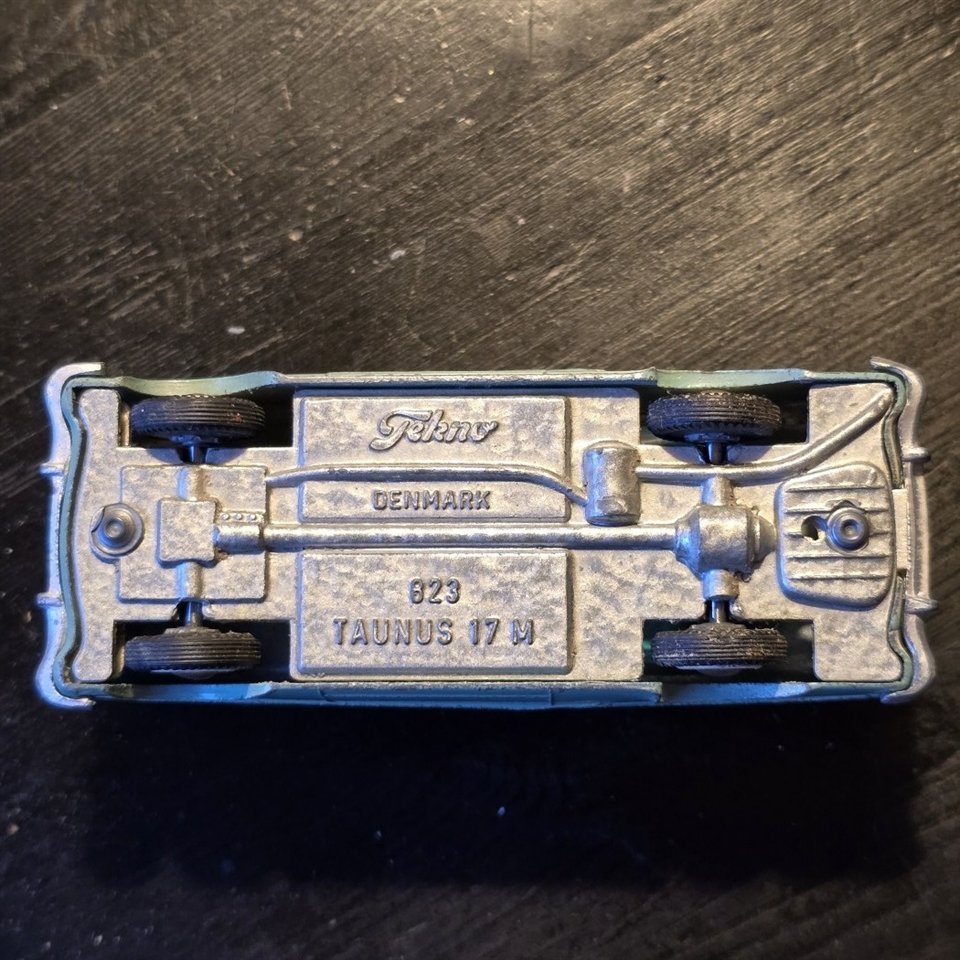 Tekno
DENMARK
823
TAUNUS 17 M